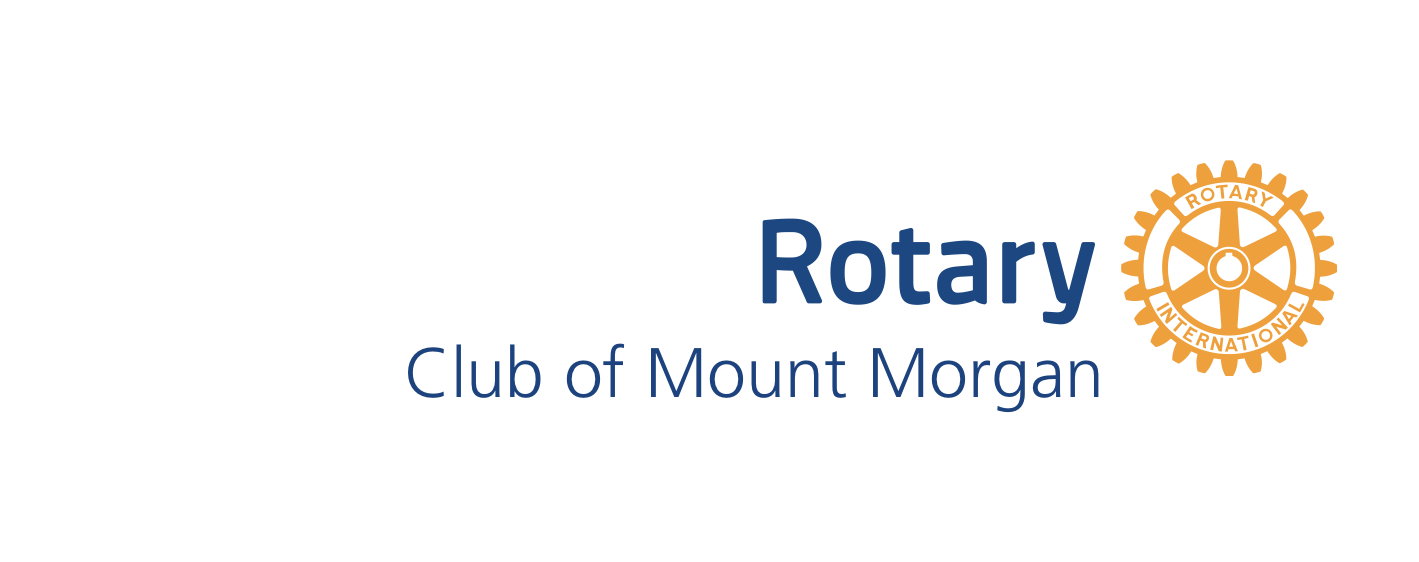 Rotary
Club of Mount Morgan
ROTARY
INTERNATIONAL